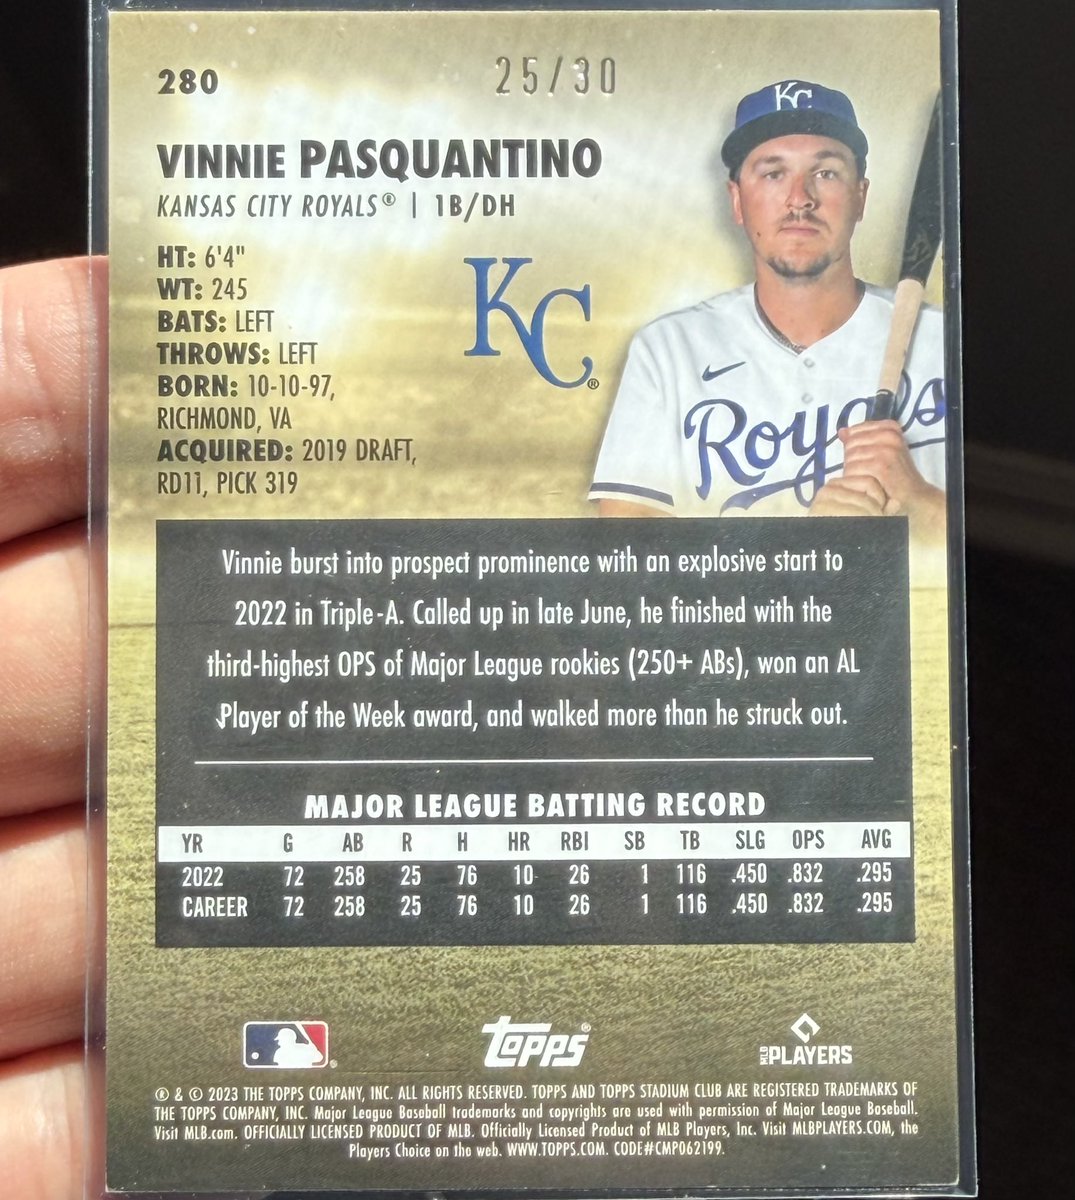 280
25/30
KC
VINNIE PASQUANTINO
KANSAS CITY ROYALS® | 1B/DH
HT: 6'4"
WT: 245
BATS: LEFT
THROWS: LEFT
BORN: 10-10-97,
RICHMOND, VA
ACQUIRED: 2019 DRAFT,
RD11, PICK 319
KC®
Royals
Vinnie burst into prospect prominence with an explosive start to
2022 in Triple-A. Called up in late June, he finished with the
third-highest OPS of Major League rookies (250+ ABs), won an AL
Player of the Week award, and walked more than he struck out.
MAJOR LEAGUE BATTING RECORD
YR G AB R H HR RBI SB TB SLG OPS AVG
2022 72 258 25 76 10 26 1 116 .450 .832 .295
CAREER 72 258 25 76 10 26 1 116 .450 .832 .295
Topps®
MLB PLAYERS
® & © 2023 THE TOPPS COMPANY, INC. ALL RIGHTS RESERVED. TOPPS AND TOPPS STADIUM CLUB ARE REGISTERED TRADEMARKS OF
THE TOPPS COMPANY, INC. Major League Baseball trademarks and copyrights are used with permission of Major League Baseball.
Visit MLB.com. OFFICIALLY LICENSED PRODUCT OF MLB. Officially Licensed Product of MLB Players, Inc. Visit MLBPLAYERS.COM, the
Players Choice on the web. WWW.TOPPS.COM. CODE#CMP062199.